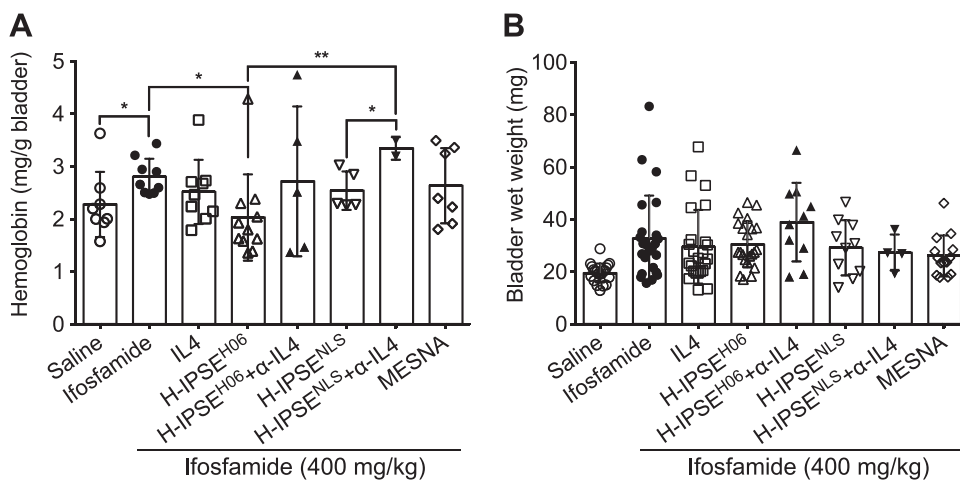 A
Hemoglobin (mg/g bladder)
5
4
3
2
1
0
*
*
**
*
Saline
Ifosfamide
IL4
H-IPSE^H06
H-IPSE^H06+α-IL4
H-IPSE^NLS
H-IPSE^NLS+α-IL4
MESNA
Ifosfamide (400 mg/kg)
B
Bladder wet weight (mg)
100
80
60
40
20
0
Saline
Ifosfamide
IL4
H-IPSE^H06
H-IPSE^H06+α-IL4
H-IPSE^NLS
H-IPSE^NLS+α-IL4
MESNA
Ifosfamide (400 mg/kg)